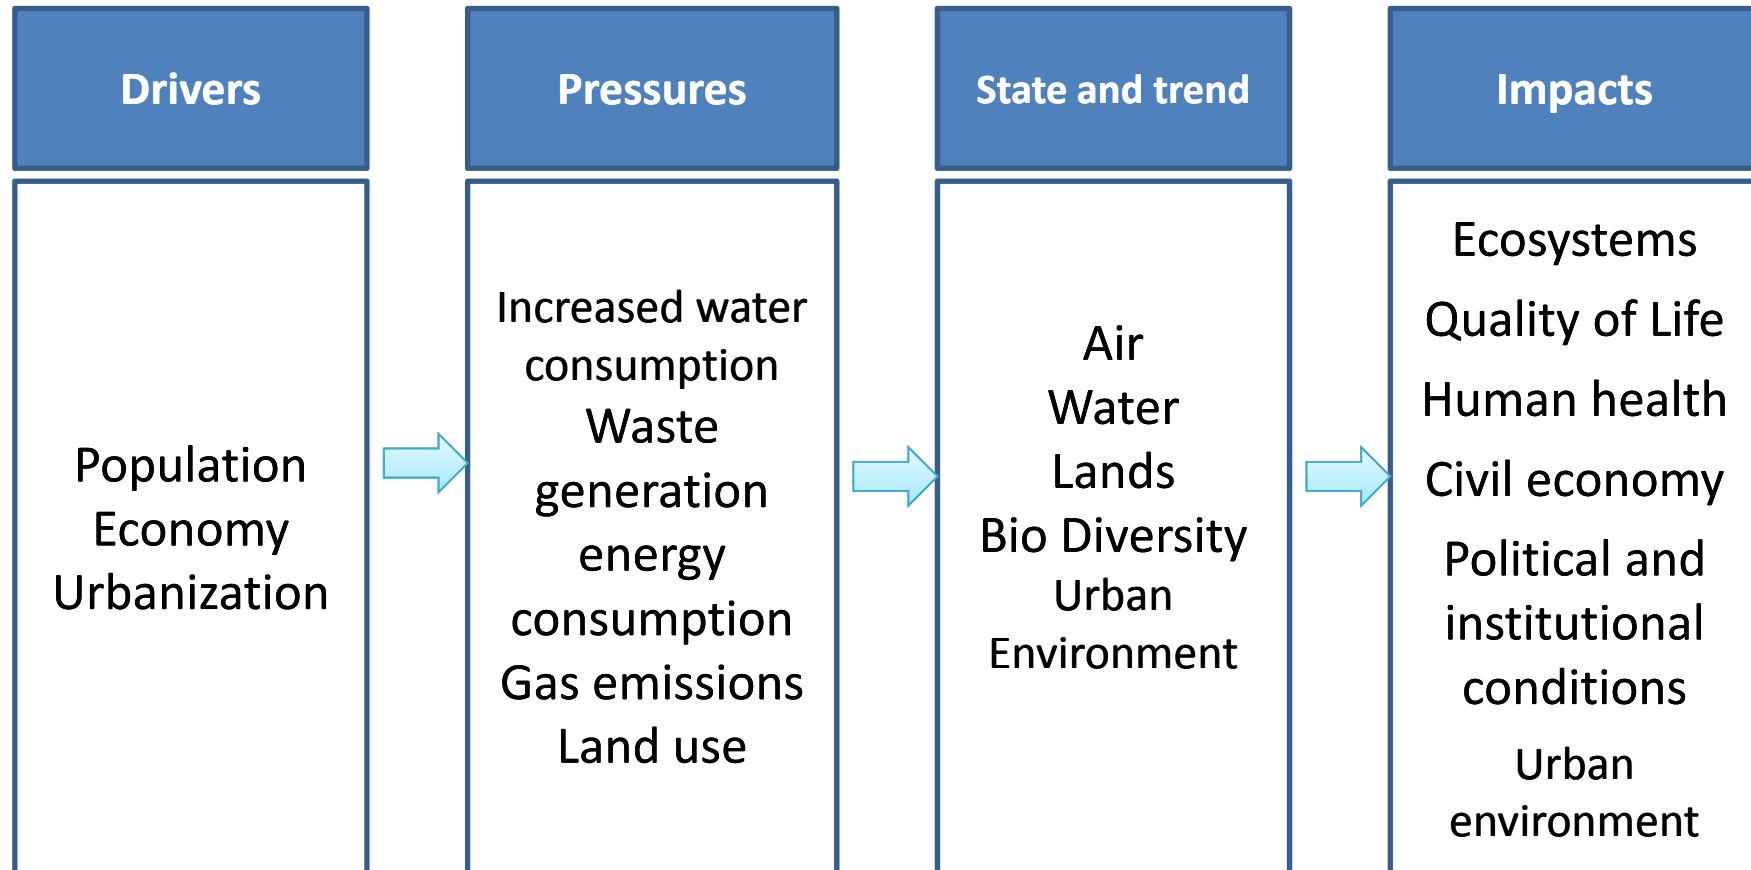 Drivers
Population
Economy
Urbanization
Pressures
Increased water
consumption
Waste
generation
energy
consumption
Gas emissions
Land use
State and trend
Air
Water
Lands
Bio Diversity
Urban
Environment
Impacts
Ecosystems
Quality of Life
Human health
Civil economy
Political and
institutional
conditions
Urban
environment